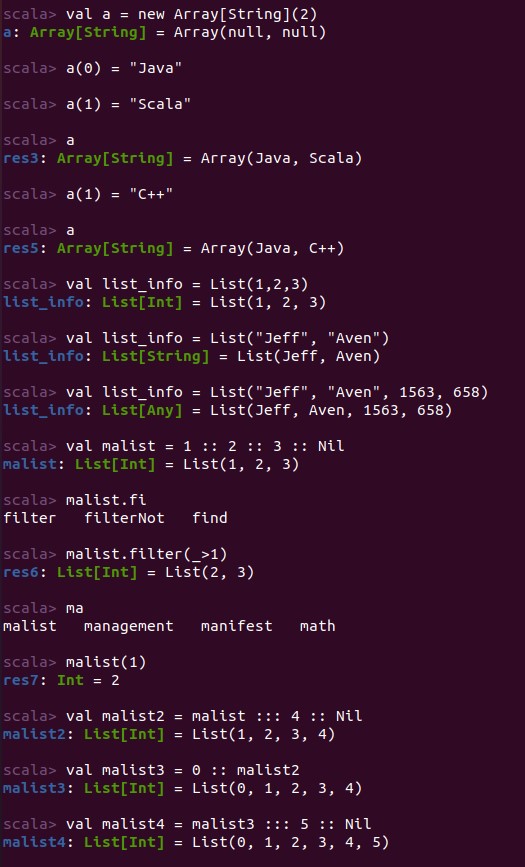 scala> val a = new Array[String](2)
a: Array[String] = Array(null, null)
scala> a(0) = "Java"
scala> a(1) = "Scala"
scala> a
res3: Array[String] = Array(Java, Scala)
scala> a(1) = "C++"
scala> a
res5: Array[String] = Array(Java, C++)
scala> val list_info = List(1,2,3)
list_info: List[Int] = List(1, 2, 3)
scala> val list_info = List("Jeff", "Aven")
list_info: List[String] = List(Jeff, Aven)
scala> val list_info = List("Jeff", "Aven", 1563, 658)
list_info: List[Any] = List(Jeff, Aven, 1563, 658)
scala> val malist = 1 :: 2 :: 3 :: Nil
malist: List[Int] = List(1, 2, 3)
scala> malist.fi
filter   filterNot   find
scala> malist.filter(_>1)
res6: List[Int] = List(2, 3)
scala> ma
malist   management   manifest   math
scala> malist(1)
res7: Int = 2
scala> val malist2 = malist ::: 4 :: Nil
malist2: List[Int] = List(1, 2, 3, 4)
scala> val malist3 = 0 :: malist2
malist3: List[Int] = List(0, 1, 2, 3, 4)
scala> val malist4 = malist3 ::: 5 :: Nil
malist4: List[Int] = List(0, 1, 2, 3, 4, 5)